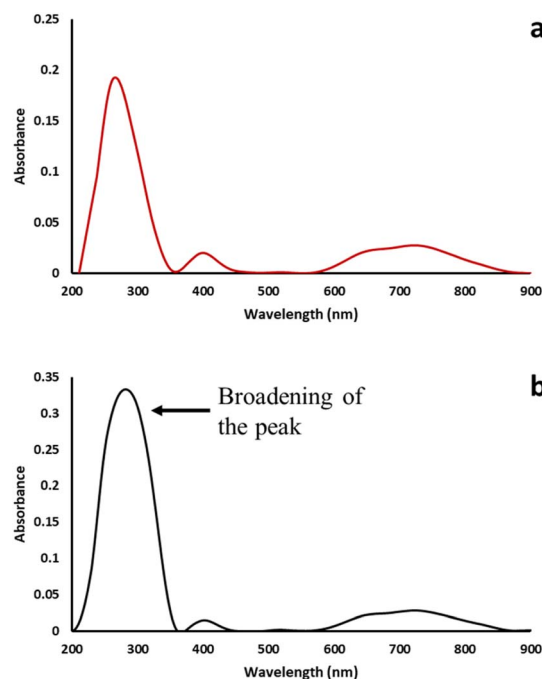 a
0.25
0.2
0.15
0.1
0.05
0
Absorbance
200 300 400 500 600 700 800 900
Wavelength (nm)
b
0.35
0.3
0.25
0.2
0.15
0.1
0.05
0
Absorbance
Broadening of
the peak
200 300 400 500 600 700 800 900
Wavelength (nm)